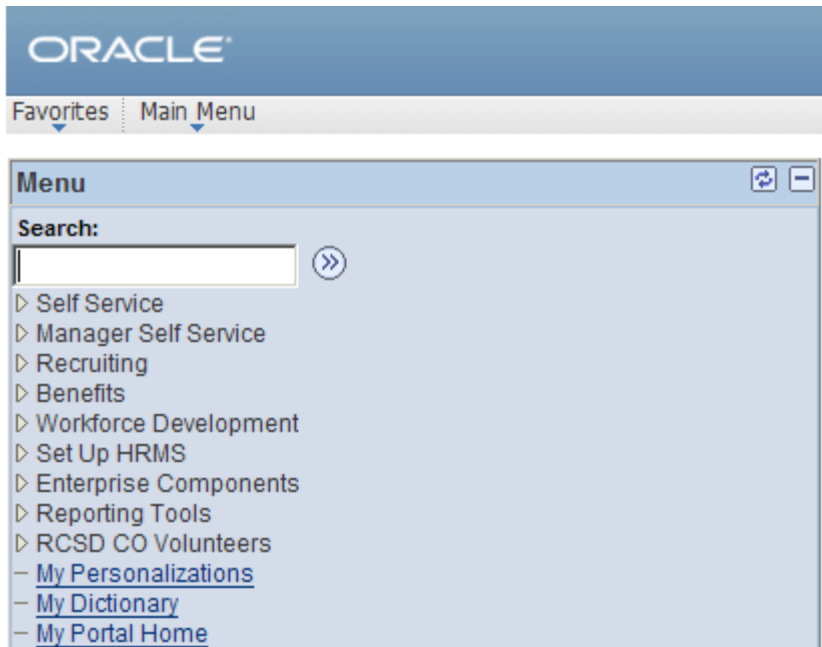 ORACLE
Favorites Main Menu
Menu
Search:
Self Service
Manager Self Service
Recruiting
Benefits
Workforce Development
Set Up HRMS
Enterprise Components
Reporting Tools
RCSD CO Volunteers
My Personalizations
My Dictionary
My Portal Home